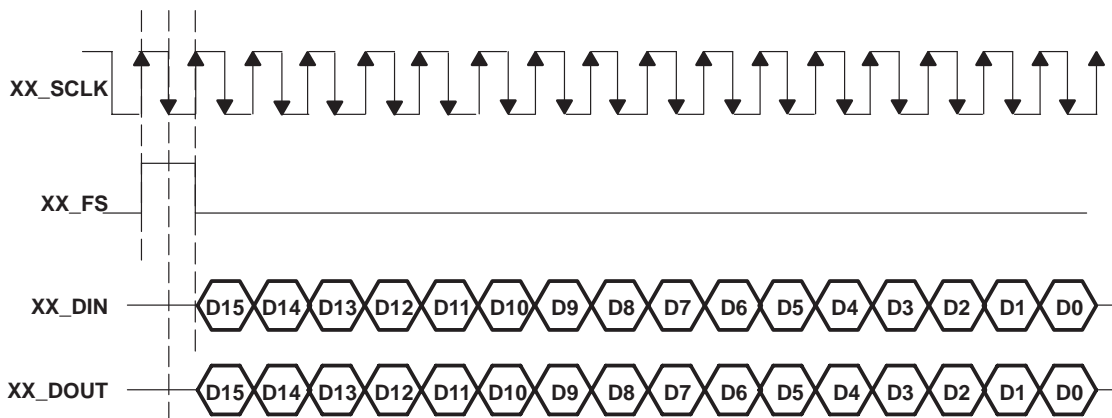 XX_SCLK
XX_FS
XX_DIN D15 D14 D13 D12 D11 D10 D9 D8 D7 D6 D5 D4 D3 D2 D1 D0
XX_DOUT D15 D14 D13 D12 D11 D10 D9 D8 D7 D6 D5 D4 D3 D2 D1 D0